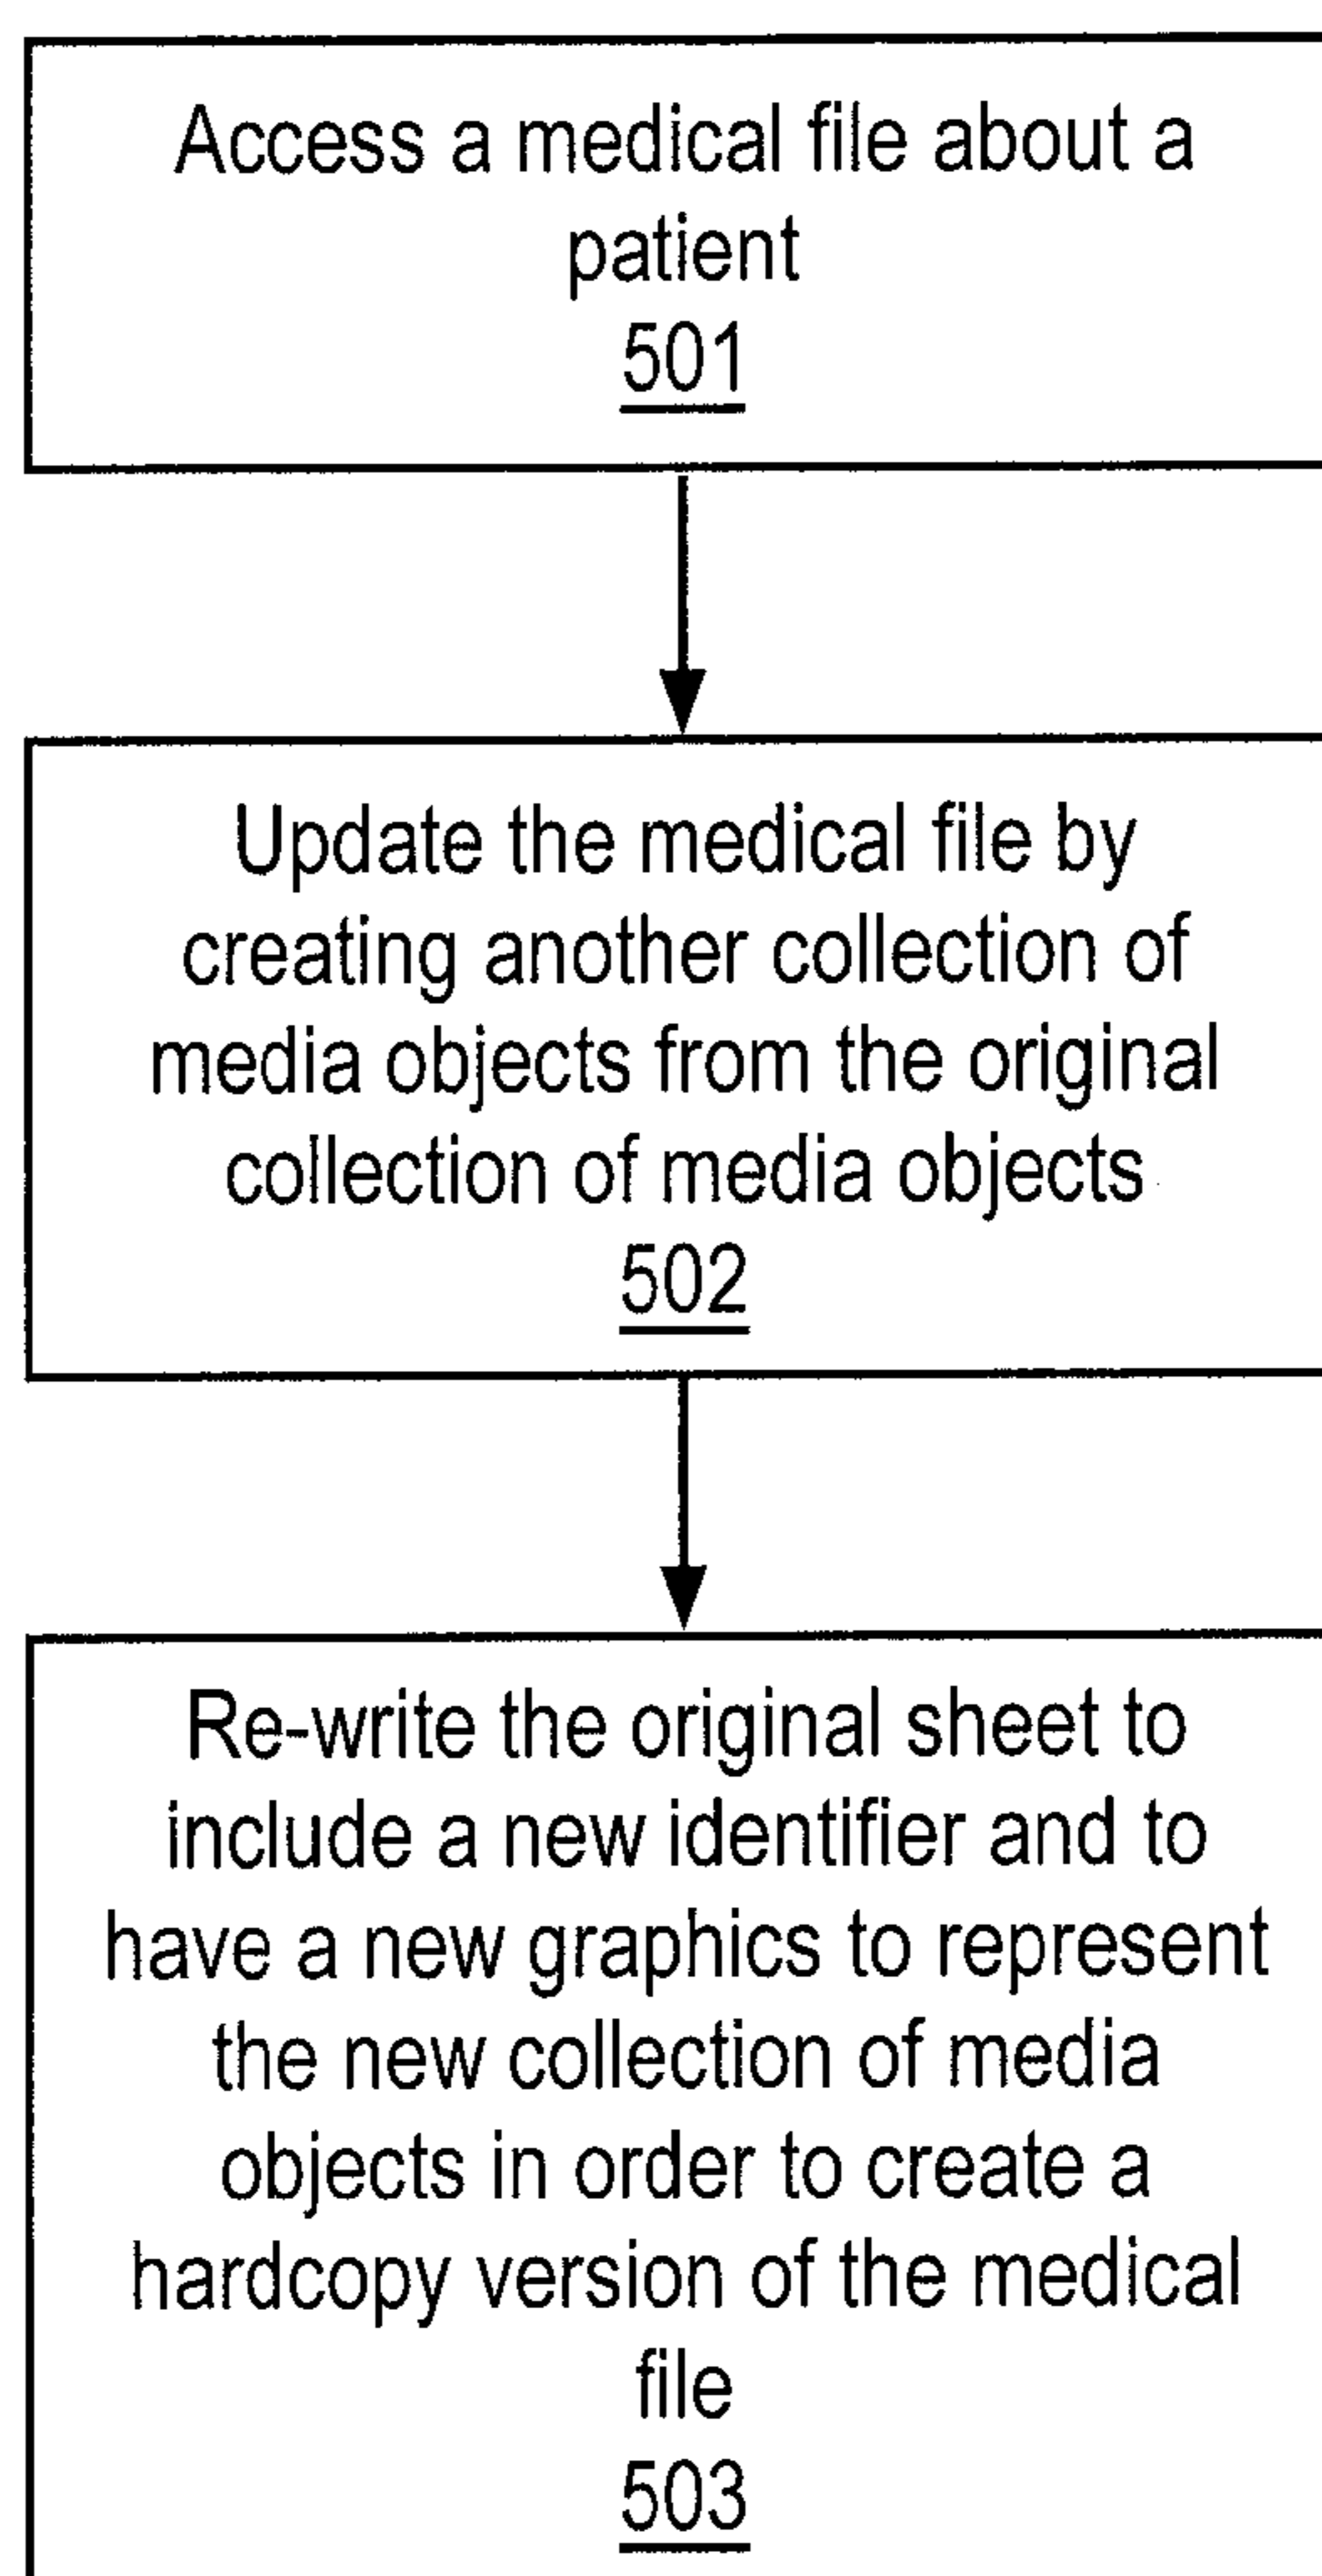 Access a medical file about a
patient
501
Update the medical file by
creating another collection of
media objects from the original
collection of media objects
502
Re-write the original sheet to
include a new identifier and to
have a new graphics to represent
the new collection of media
objects in order to create a
hardcopy version of the medical
file
503